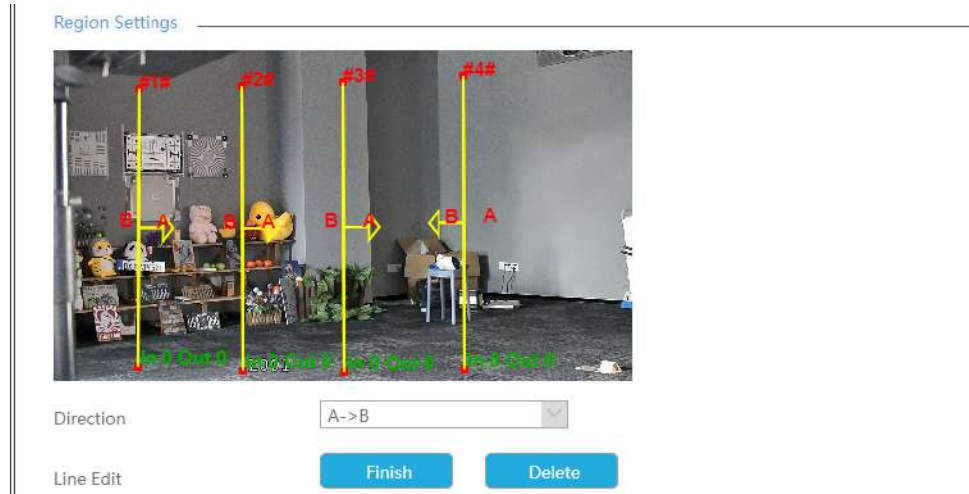 Region Settings
#1# #2# #3# #4#
B A B A B A B A
In 0 Out 0 In 0 Out 0 In 0 Out 0 In 0 Out 0
Direction A->B
Line Edit Finish Delete